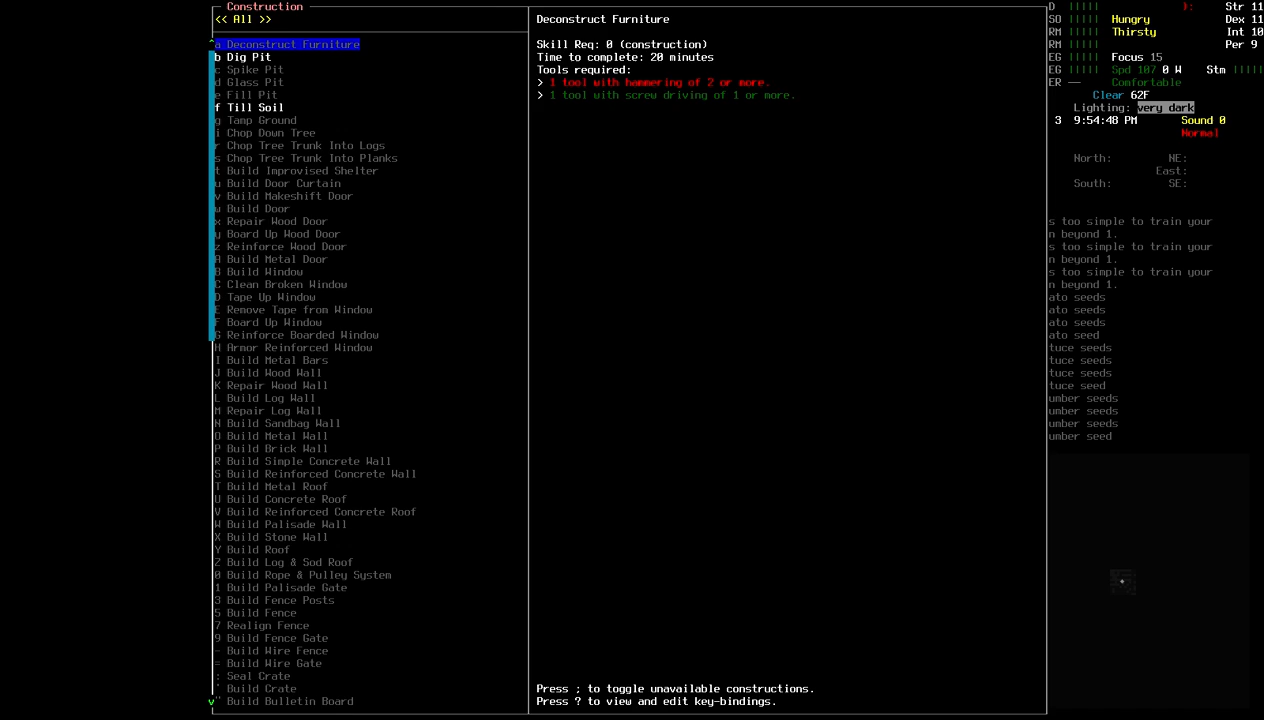 Construction
<< All >>
a Deconstruct Furniture
b Dig Pit
c Spike Pit
d Glass Pit
e Fill Pit
f Till Soil
g Tamp Ground
i Chop Down Tree
r Chop Tree Trunk Into Logs
s Chop Tree Trunk Into Planks
t Build Improvised Shelter
u Build Door Curtain
v Build Makeshift Door
w Build Door
x Repair Wood Door
y Board Up Wood Door
z Reinforce Wood Door
A Build Metal Door
B Build Window
C Clean Broken Window
D Tape Up Window
E Remove Tape from Window
F Board Up Window
G Reinforce Boarded Window
H Armor Reinforced Window
I Build Metal Bars
J Build Wood Wall
K Repair Wood Wall
L Build Log Wall
M Repair Log Wall
N Build Sandbag Wall
O Build Metal Wall
P Build Brick Wall
R Build Simple Concrete Wall
S Build Reinforced Concrete Wall
T Build Metal Roof
U Build Concrete Roof
V Build Reinforced Concrete Roof
W Build Palisade Wall
X Build Stone Wall
Y Build Roof
Z Build Log & Sod Roof
0 Build Rope & Pulley System
1 Build Palisade Gate
3 Build Fence Posts
5 Build Fence
7 Realign Fence
9 Build Fence Gate
- Build Wire Fence
= Build Wire Gate
: Seal Crate
' Build Crate
" Build Bulletin Board
Deconstruct Furniture
Skill Req: 0 (construction)
Time to complete: 20 minutes
Tools required:
> 1 tool with hammering of 2 or more.
> 1 tool with screw driving of 1 or more.
Press ; to toggle unavailable constructions.
Press ? to view and edit key-bindings.
D ||||| ): Str 11
SO ||||| Hungry Dex 11
RM ||||| Thirsty Int 10
RM ||||| Per 9
EG ||||| Focus 15
EG ||||| Spd 107 0 W Stm |||||
ER —— Comfortable
Clear 62F
Lighting: very dark
3 9:54:48 PM Sound 0
Normal
North: NE:
East:
South: SE:
s too simple to train your
n beyond 1.
s too simple to train your
n beyond 1.
s too simple to train your
n beyond 1.
ato seeds
ato seeds
ato seeds
ato seed
tuce seeds
tuce seeds
tuce seeds
tuce seed
umber seeds
umber seeds
umber seeds
umber seed